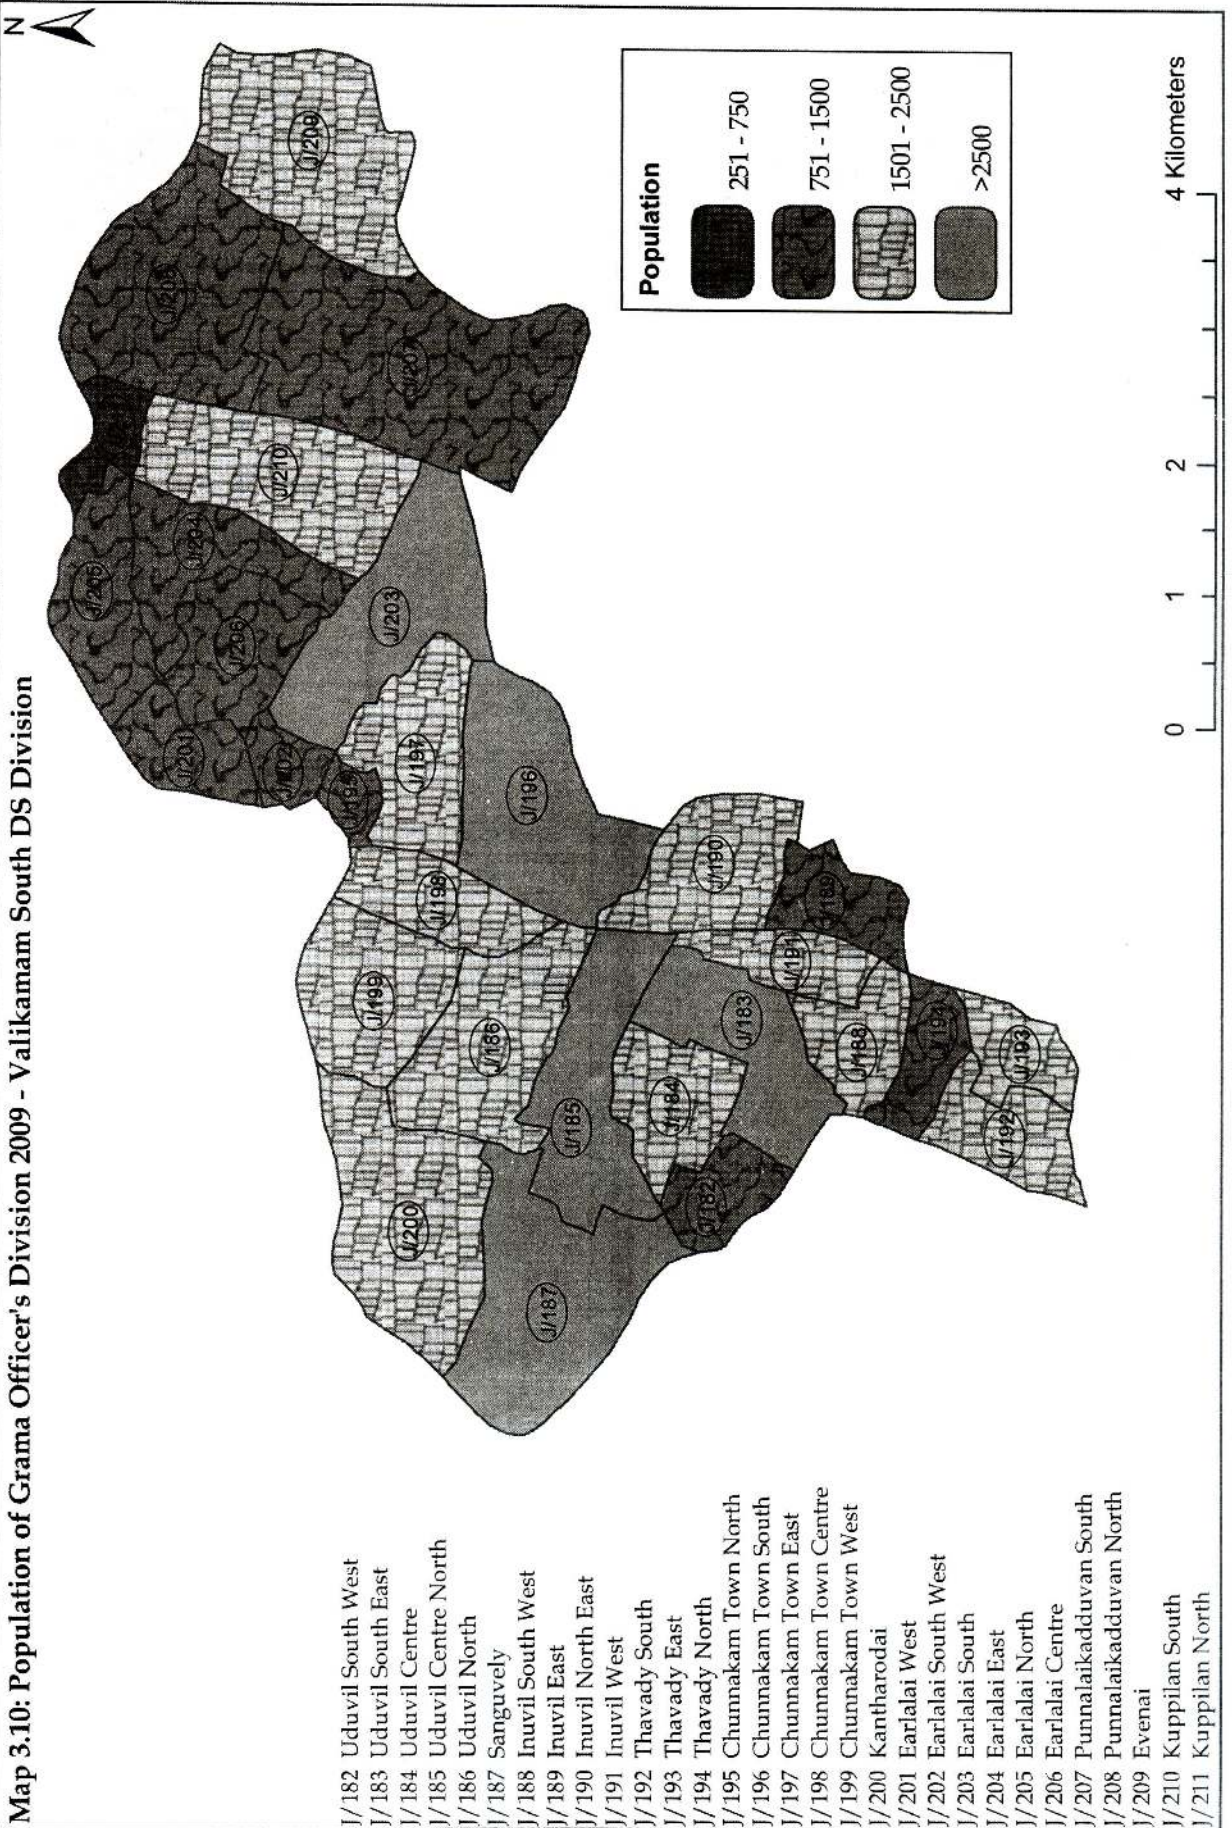 Map 3.10: Population of Grama Officer's Division 2009 - Valikamam South DS Division
N
J/182 Uduvil South West
J/183 Uduvil South East
J/184 Uduvil Centre
J/185 Uduvil Centre North
J/186 Uduvil North
J/187 Sanguvely
J/188 Inuvil South West
J/189 Inuvil East
J/190 Inuvil North East
J/191 Inuvil West
J/192 Thavady South
J/193 Thavady East
J/194 Thavady North
J/195 Chunnakam Town North
J/196 Chunnakam Town South
J/197 Chunnakam Town East
J/198 Chunnakam Town Centre
J/199 Chunnakam Town West
J/200 Kantharodai
J/201 Earlalai West
J/202 Earlalai South West
J/203 Earlalai South
J/204 Earlalai East
J/205 Earlalai North
J/206 Earlalai Centre
J/207 Punnalaikadduvan South
J/208 Punnalaikadduvan North
J/209 Evenai
J/210 Kuppilan South
J/211 Kuppilan North
J/209
J/207
J/210
J/204
J/205
J/206
J/203
J/201
J/202
J/195
J/197
J/196
J/198
J/199
J/186
J/200
J/185
J/187
J/190
J/189
J/191
J/183
J/184
J/182
J/188
J/194
J/193
J/192
Population
251 - 750
751 - 1500
1501 - 2500
>2500
0 1 2 4 Kilometers